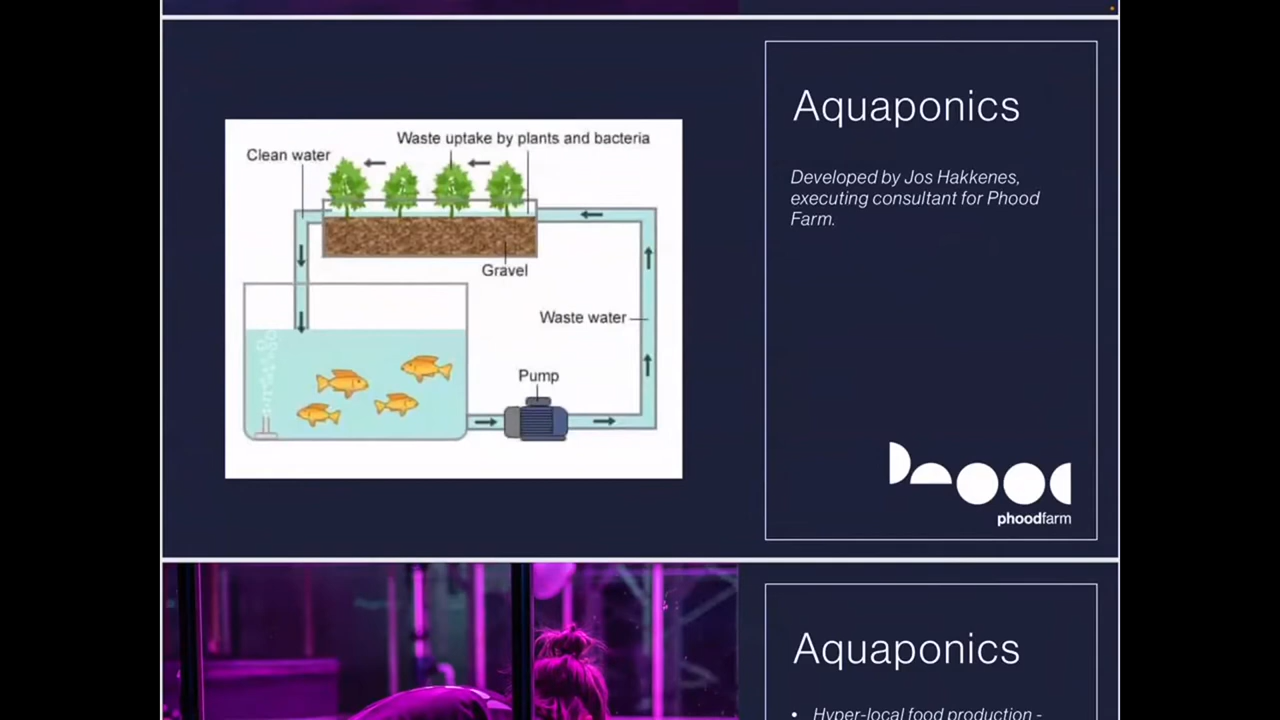 Waste uptake by plants and bacteria
Clean water
Gravel
Waste water
Pump
Aquaponics
Developed by Jos Hakkenes,
executing consultant for Phood
Farm.
phoodfarm
Aquaponics
• Hyper-local food production -